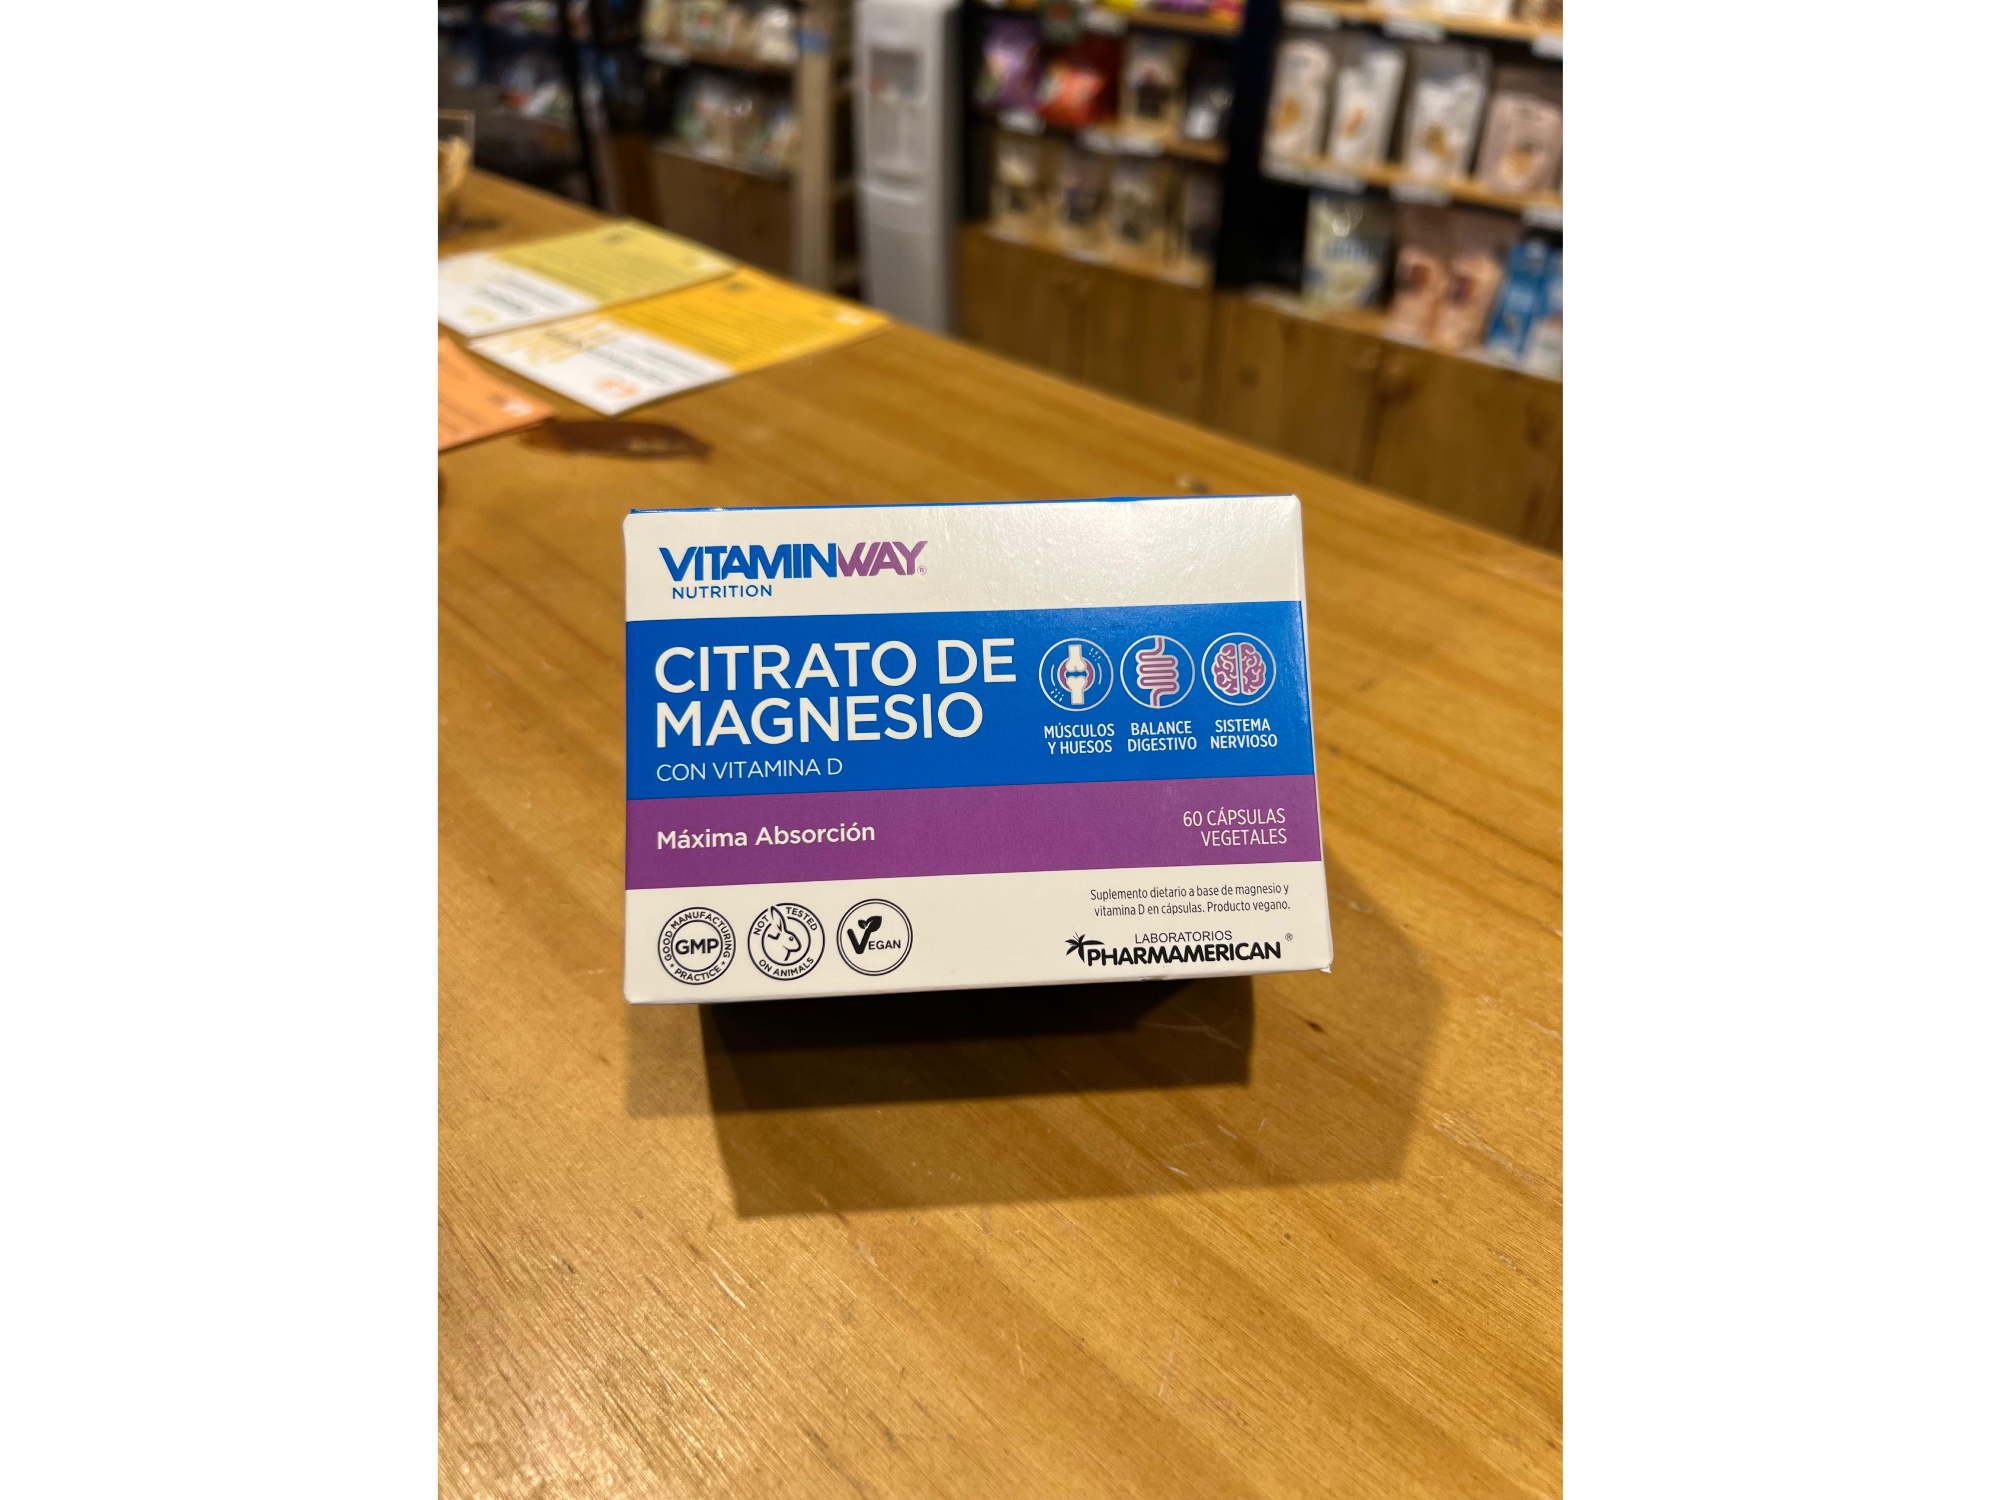 VITAMINWAY®
NUTRITION
CITRATO DE
MAGNESIO
CON VITAMINA D
MÚSCULOS
Y HUESOS
BALANCE
DIGESTIVO
SISTEMA
NERVIOSO
Máxima Absorción
60 CÁPSULAS
VEGETALES
Suplemento dietario a base de magnesio y
vitamina D en cápsulas. Producto vegano.
GOOD MANUFACTURING
GMP
PRACTICE
NOT TESTED
ON ANIMALS
VEGAN
LABORATORIOS
PHARMAMERICAN®